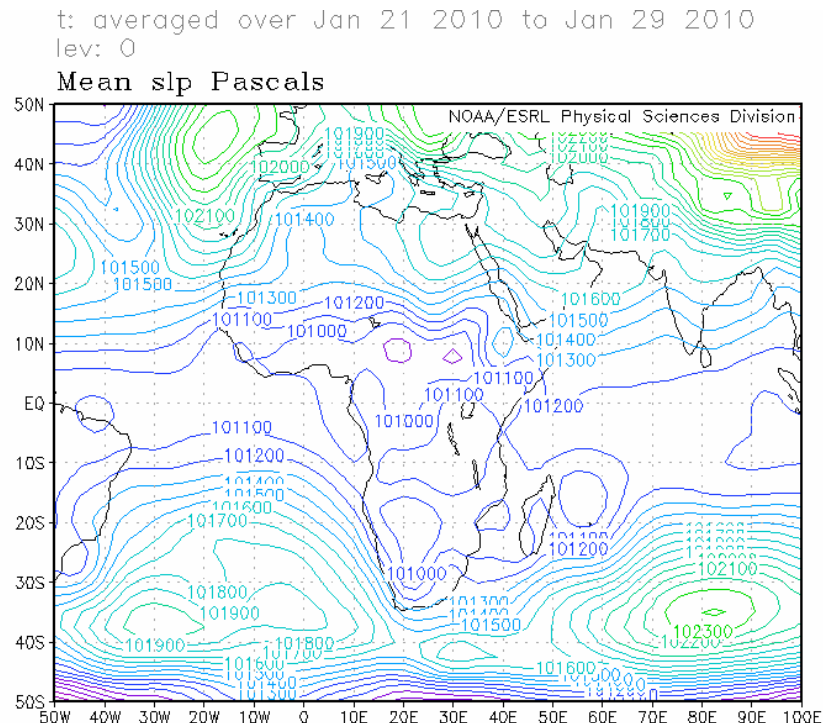 t: averaged over Jan 21 2010 to Jan 29 2010
lev: 0
Mean slp Pascals
50N
NOAA/ESRL Physical Sciences Division
101900
40N
102000
101500
102000
102100
101400
101900
30N
101700
101500
101500
101300
101200
101600
20N
101100
101000
101500
101400
10N
101300
101100
101100
101200
EQ
101000
101100
101200
10S
101400
101500
101600
101700
20S
101200
101000
102100
30S
101800
101300
101900
101500
101900
101800
102300
40S
101700
102200
101600
101600
101500
101400
101300
50S
50W 40W 30W 20W 10W 0 10E 20E 30E 40E 50E 60E 70E 80E 90E 100E